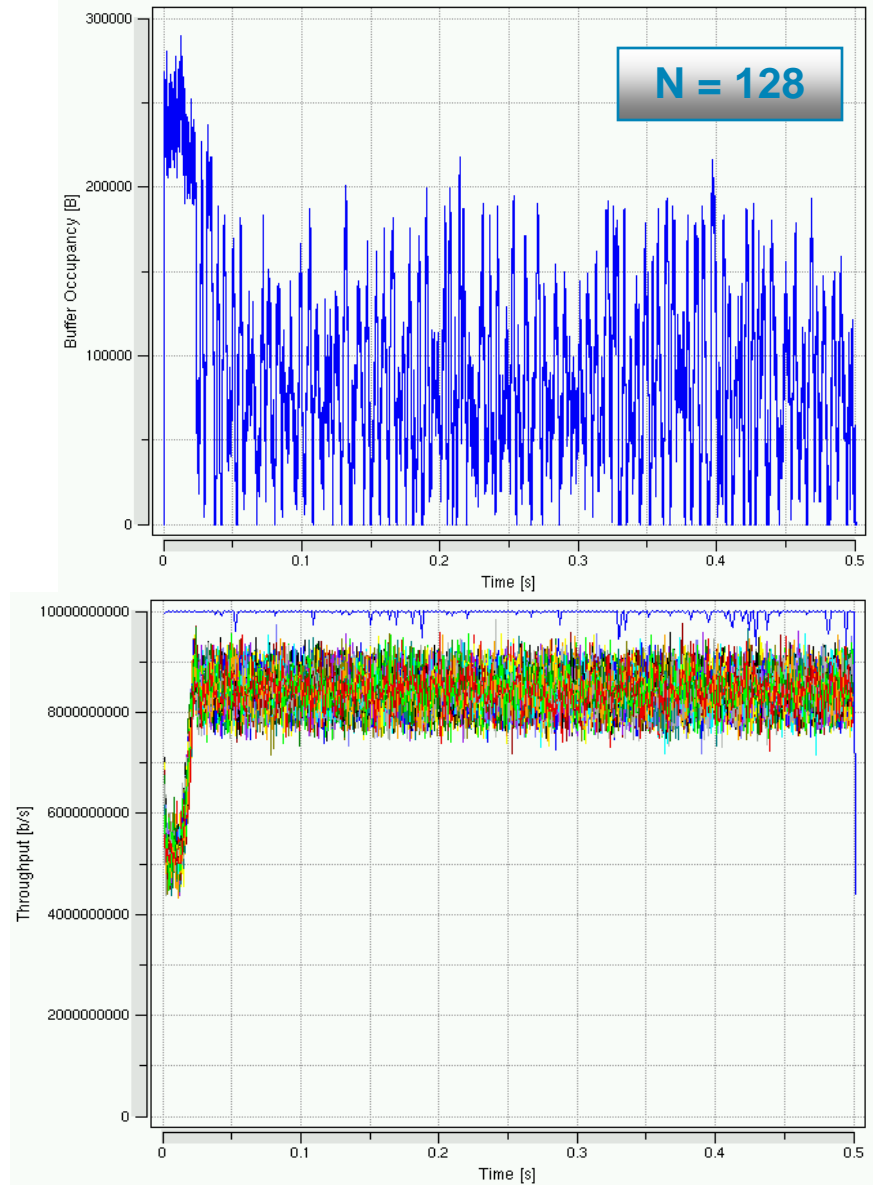 300000
N = 128
200000
Buffer Occupancy [B]
100000
0
0 0.1 0.2 0.3 0.4 0.5
Time [s]
10000000000
8000000000
6000000000
Throughput [b/s]
4000000000
2000000000
0
0 0.1 0.2 0.3 0.4 0.5
Time [s]